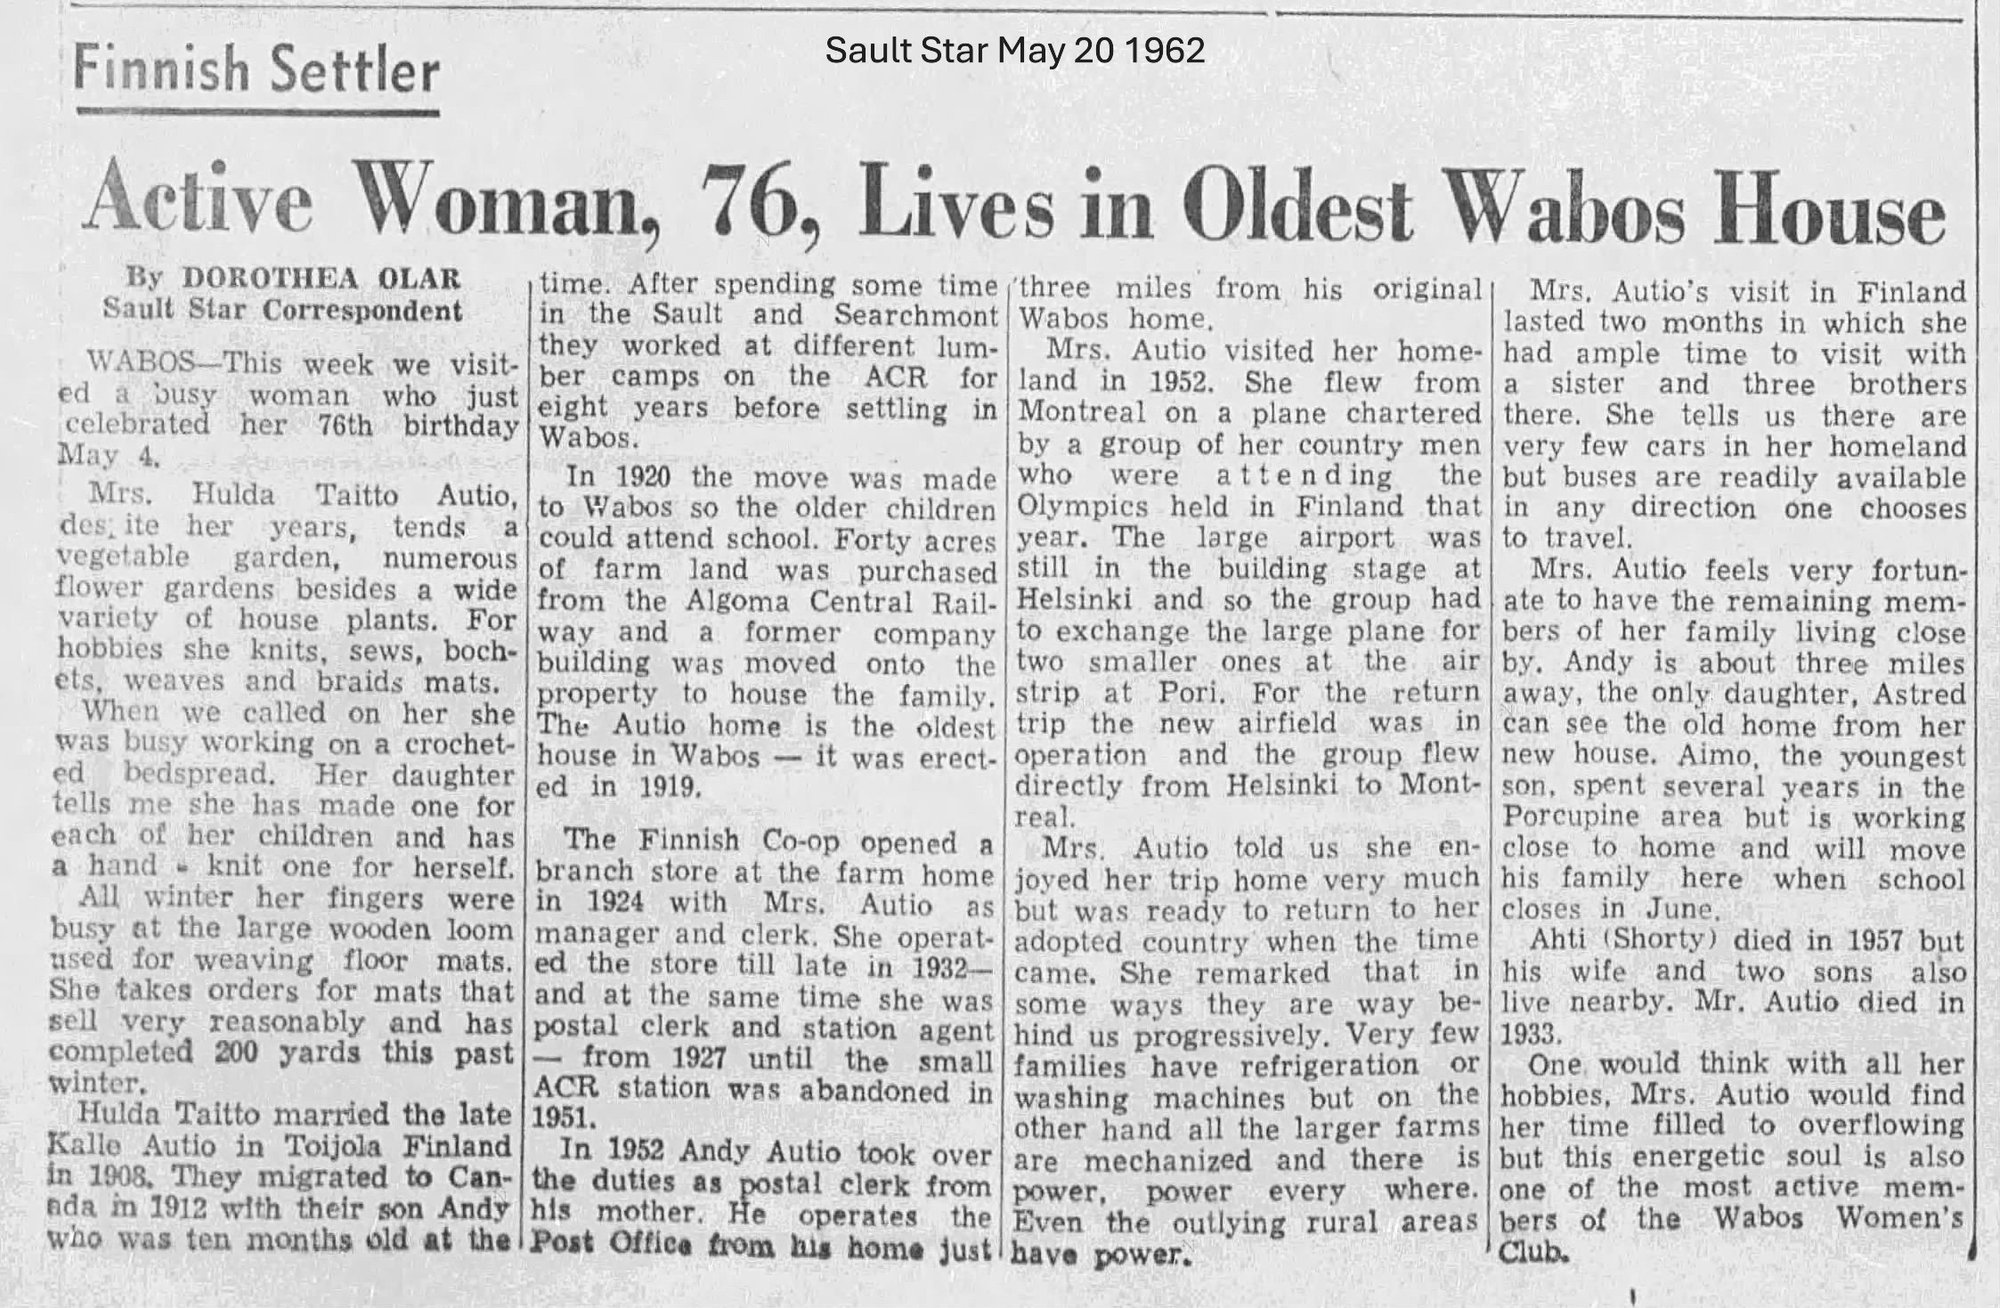 Sault Star May 20 1962
Finnish Settler
Active Woman, 76, Lives in Oldest Wabos House
By DOROTHEA OLAR
Sault Star Correspondent
WABOS—This week we visit-
ed a busy woman who just
celebrated her 76th birthday
May 4.
Mrs. Hulda Taitto Autio,
des, ite her years, tends a
vegetable garden, numerous
flower gardens besides a wide
variety of house plants. For
hobbies she knits, sews, boch-
ets, weaves and braids mats.
When we called on her she
was busy working on a crochet-
ed bedspread. Her daughter
tells me she has made one for
each of her children and has
a hand - knit one for herself.
All winter her fingers were
busy at the large wooden loom
used for weaving floor mats.
She takes orders for mats that
sell very reasonably and has
completed 200 yards this past
winter.
Hulda Taitto married the late
Kalle Autio in Toijola Finland
in 1908. They migrated to Can-
ada in 1912 with their son Andy
who was ten months old at the
time. After spending some time
in the Sault and Searchmont
they worked at different lum-
ber camps on the ACR for
eight years before settling in
Wabos.
In 1920 the move was made
to Wabos so the older children
could attend school. Forty acres
of farm land was purchased
from the Algoma Central Rail-
way and a former company
building was moved onto the
property to house the family.
The Autio home is the oldest
house in Wabos — it was erect-
ed in 1919.
The Finnish Co-op opened a
branch store at the farm home
in 1924 with Mrs. Autio as
manager and clerk. She operat-
ed the store till late in 1932—
and at the same time she was
postal clerk and station agent
— from 1927 until the small
ACR station was abandoned in
1951.
In 1952 Andy Autio took over
the duties as postal clerk from
his mother. He operates the
Post Office from his home just
three miles from his original
Wabos home.
Mrs. Autio visited her home-
land in 1952. She flew from
Montreal on a plane chartered
by a group of her country men
who were attending the
Olympics held in Finland that
year. The large airport was
still in the building stage at
Helsinki and so the group had
to exchange the large plane for
two smaller ones at the air
strip at Pori. For the return
trip the new airfield was in
operation and the group flew
directly from Helsinki to Mont-
real.
Mrs. Autio told us she en-
joyed her trip home very much
but was ready to return to her
adopted country when the time
came. She remarked that in
some ways they are way be-
hind us progressively. Very few
families have refrigeration or
washing machines but on the
other hand all the larger farms
are mechanized and there is
power, power every where.
Even the outlying rural areas
have power.
Mrs. Autio's visit in Finland
lasted two months in which she
had ample time to visit with
a sister and three brothers
there. She tells us there are
very few cars in her homeland
but buses are readily available
in any direction one chooses
to travel.
Mrs. Autio feels very fortun-
ate to have the remaining mem-
bers of her family living close
by. Andy is about three miles
away, the only daughter, Astred
can see the old home from her
new house. Aimo, the youngest
son, spent several years in the
Porcupine area but is working
close to home and will move
his family here when school
closes in June.
Ahti (Shorty) died in 1957 but
his wife and two sons also
live nearby. Mr. Autio died in
1933.
One would think with all her
hobbies, Mrs. Autio would find
her time filled to overflowing
but this energetic soul is also
one of the most active mem-
bers of the Wabos Women's
Club.